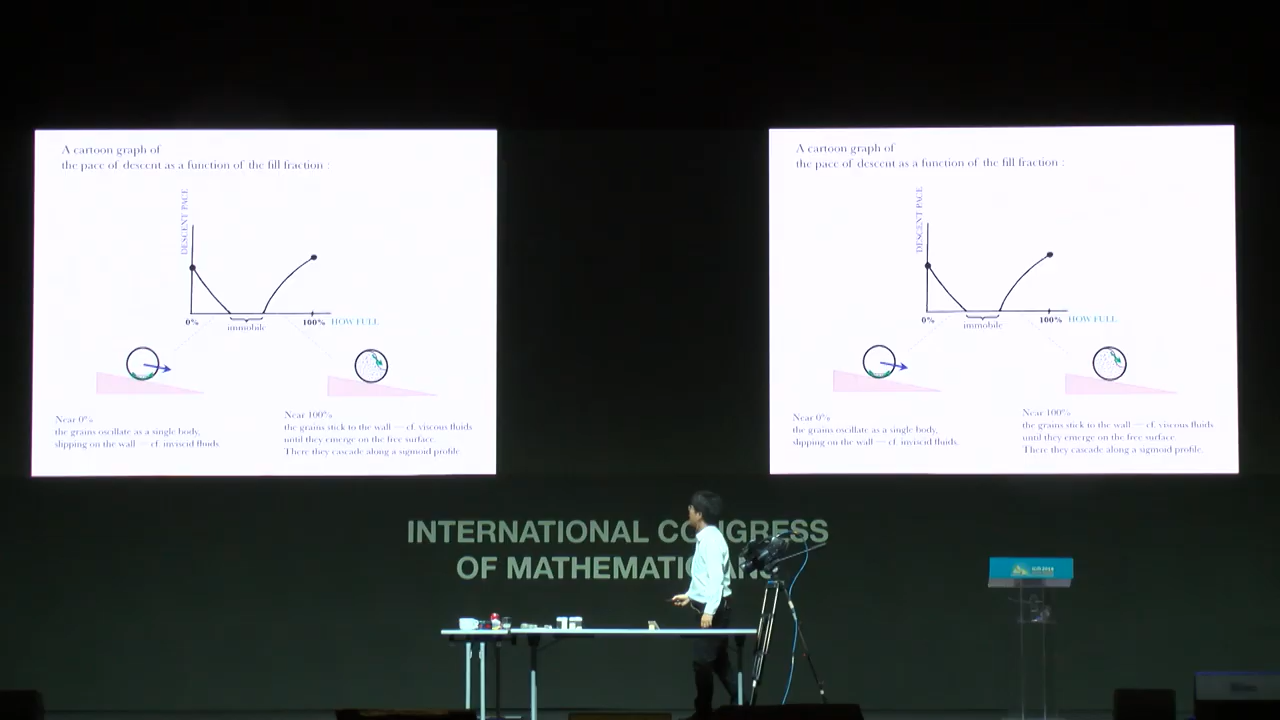 A cartoon graph of
the pace of descent as a function of the fill fraction :
DESCENT PACE
0%
immobile
100%
HOW FULL
Near 0%
the grains oscillate as a single body,
slipping on the wall — cf. inviscid fluids.
Near 100%
the grains stick to the wall — cf. viscous fluids
until they emerge on the free surface.
There they cascade along a sigmoid profile.
A cartoon graph of
the pace of descent as a function of the fill fraction :
DESCENT PACE
0%
immobile
100%
HOW FULL
Near 0%
the grains oscillate as a single body,
slipping on the wall — cf. inviscid fluids.
Near 100%
the grains stick to the wall — cf. viscous fluids
until they emerge on the free surface.
There they cascade along a sigmoid profile.
INTERNATIONAL CONGRESS
OF MATHEMATICIANS